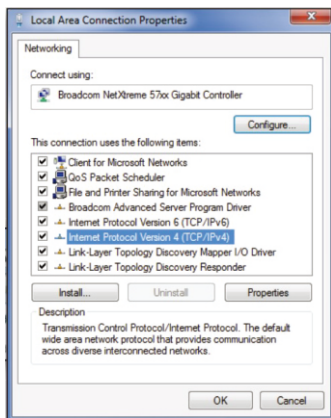 Local Area Connection Properties
Networking
Connect using:
Broadcom NetXtreme 57xx Gigabit Controller
Configure...
This connection uses the following items:
Client for Microsoft Networks
QoS Packet Scheduler
File and Printer Sharing for Microsoft Networks
Broadcom Advanced Server Program Driver
Internet Protocol Version 6 (TCP/IPv6)
Internet Protocol Version 4 (TCP/IPv4)
Link-Layer Topology Discovery Mapper I/O Driver
Link-Layer Topology Discovery Responder
Install... Uninstall Properties
Description
Transmission Control Protocol/Internet Protocol. The default
wide area network protocol that provides communication
across diverse interconnected networks.
OK Cancel